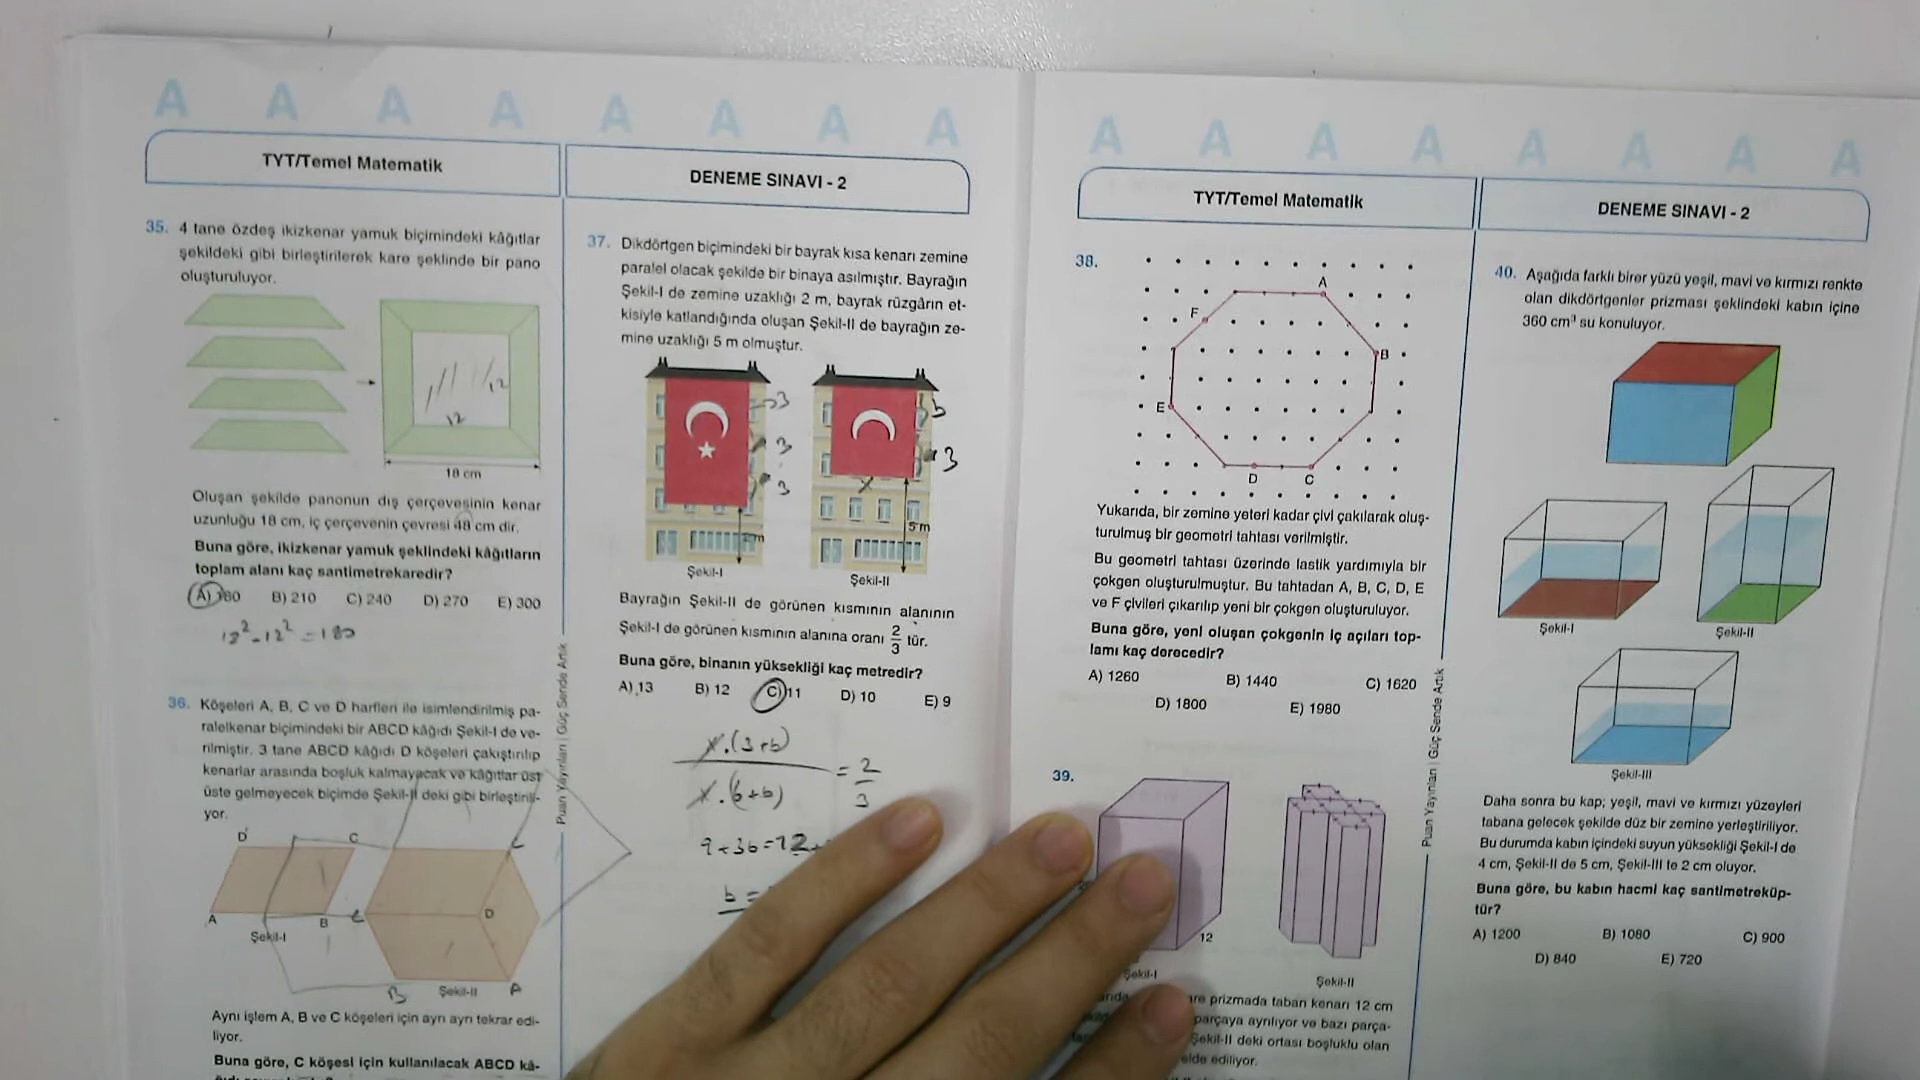 A A A A A A A A
TYT/Temel Matematik
DENEME SINAVI - 2
35. 4 tane özdeş ikizkenar yamuk biçimindeki kâğıtlar
şekildeki gibi birleştirilerek kare şeklinde bir pano
oluşturuluyor.
12
12
18 cm
Oluşan şekilde panonun dış çerçevesinin kenar
uzunluğu 18 cm, iç çerçevenin çevresi 48 cm dir.
Buna göre, ikizkenar yamuk şeklindeki kâğıtların
toplam alanı kaç santimetrekaredir?
A) 180 B) 210 C) 240 D) 270 E) 300
18² - 12² = 180
36. Köşeleri A, B, C ve D harfleri ile isimlendirilmiş pa-
ralelkenar biçimindeki bir ABCD kâğıdı Şekil-I de ve-
rilmiştir. 3 tane ABCD kâğıdı D köşeleri çakıştırılıp
kenarlar arasında boşluk kalmayacak ve kâğıtlar üst
üste gelmeyecek biçimde Şekil-II deki gibi birleştirili-
yor.
D C
A B
Şekil-I
C
D
B
A
Şekil-II
Aynı işlem A, B ve C köşeleri için ayrı ayrı tekrar edi-
liyor.
Buna göre, C köşesi için kullanılacak ABCD kâ-
Puan Yayınları | Güç Sende Artık
37. Dikdörtgen biçimindeki bir bayrak kısa kenarı zemine
paralel olacak şekilde bir binaya asılmıştır. Bayrağın
Şekil-I de zemine uzaklığı 2 m, bayrak rüzgârın et-
kisiyle katlandığında oluşan Şekil-II de bayrağın ze-
mine uzaklığı 5 m olmuştur.
3
3
3
m
Şekil-I
b
3
x
5 m
Şekil-II
Bayrağın Şekil-II de görünen kısmının alanının
Şekil-I de görünen kısmının alanına oranı 2/3 tür.
Buna göre, binanın yüksekliği kaç metredir?
A) 13 B) 12 C) 11 D) 10 E) 9
x.(3+b)
x.(6+b)
= 2/3
9+3b=12+
b =
A A A A A A A A
TYT/Temel Matematik
DENEME SINAVI - 2
38.
A
F
B
E
D C
Yukarıda, bir zemine yeteri kadar çivi çakılarak oluş-
turulmuş bir geometri tahtası verilmiştir.
Bu geometri tahtası üzerinde lastik yardımıyla bir
çokgen oluşturulmuştur. Bu tahtadan A, B, C, D, E
ve F çivileri çıkarılıp yeni bir çokgen oluşturuluyor.
Buna göre, yeni oluşan çokgenin iç açıları top-
lamı kaç derecedir?
A) 1260 B) 1440 C) 1620
D) 1800 E) 1980
39.
12
Şekil-I
Şekil-II
re prizmada taban kenarı 12 cm
parçaya ayrılıyor ve bazı parça-
Şekil-II deki ortası boşluklu olan
elde ediliyor.
Puan Yayınları | Güç Sende Artık
40. Aşağıda farklı birer yüzü yeşil, mavi ve kırmızı renkte
olan dikdörtgenler prizması şeklindeki kabın içine
360 cm³ su konuluyor.
Şekil-I
Şekil-II
Şekil-III
Daha sonra bu kap; yeşil, mavi ve kırmızı yüzeyleri
tabana gelecek şekilde düz bir zemine yerleştiriliyor.
Bu durumda kabın içindeki suyun yüksekliği Şekil-I de
4 cm, Şekil-II de 5 cm, Şekil-III te 2 cm oluyor.
Buna göre, bu kabın hacmi kaç santimetreküp-
tür?
A) 1200 B) 1080 C) 900
D) 840 E) 720